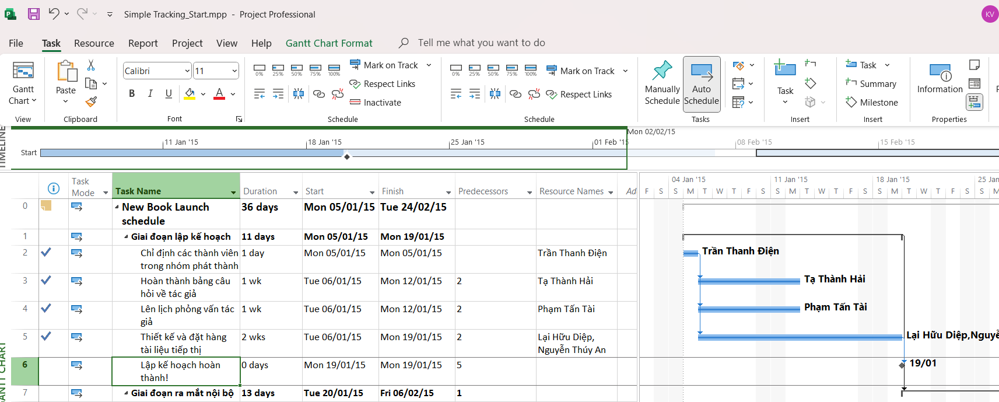 Simple Tracking_Start.mpp - Project Professional
KV
File Task Resource Report Project View Help Gantt Chart Format Tell me what you want to do
Gantt Chart
Paste
Calibri 11
B I U A
0% 25% 50% 75% 100%
Mark on Track
Respect Links
Inactivate
0% 25% 50% 75% 100%
Mark on Track
Respect Links
Manually Schedule
Auto Schedule
Task
Task
Summary
Milestone
Information
View Clipboard Font Schedule Schedule Tasks Insert Insert Properties
TIMELINE
Mon 02/02/15
11 Jan '15 18 Jan '15 25 Jan '15 01 Feb '15 08 Feb '15 15 Feb '15
Start
Task Mode Task Name Duration Start Finish Predecessors Resource Names Ad
04 Jan '15 11 Jan '15 18 Jan '15 25 Jan
F S S M T W T F S S M T W T F S S M T W T F S S M
0 New Book Launch schedule 36 days Mon 05/01/15 Tue 24/02/15
1 Giai đoạn lập kế hoạch 11 days Mon 05/01/15 Mon 19/01/15
2 Chỉ định các thành viên trong nhóm phát thành 1 day Mon 05/01/15 Mon 05/01/15 Trần Thanh Điện
3 Hoàn thành bảng câu hỏi về tác giả 1 wk Tue 06/01/15 Mon 12/01/15 2 Tạ Thành Hải
4 Lên lịch phỏng vấn tác giả 1 wk Tue 06/01/15 Mon 12/01/15 2 Phạm Tấn Tài
5 Thiết kế và đặt hàng tài liệu tiếp thị 2 wks Tue 06/01/15 Mon 19/01/15 2 Lại Hữu Diệp, Nguyễn Thúy An
6 Lập kế hoạch hoàn thành! 0 days Mon 19/01/15 Mon 19/01/15 5
7 Giai đoạn ra mắt nội bộ 13 days Tue 20/01/15 Fri 06/02/15 1
Trần Thanh Điện
Tạ Thành Hải
Phạm Tấn Tài
Lại Hữu Diệp,Nguyễ
19/01
GANTT CHART